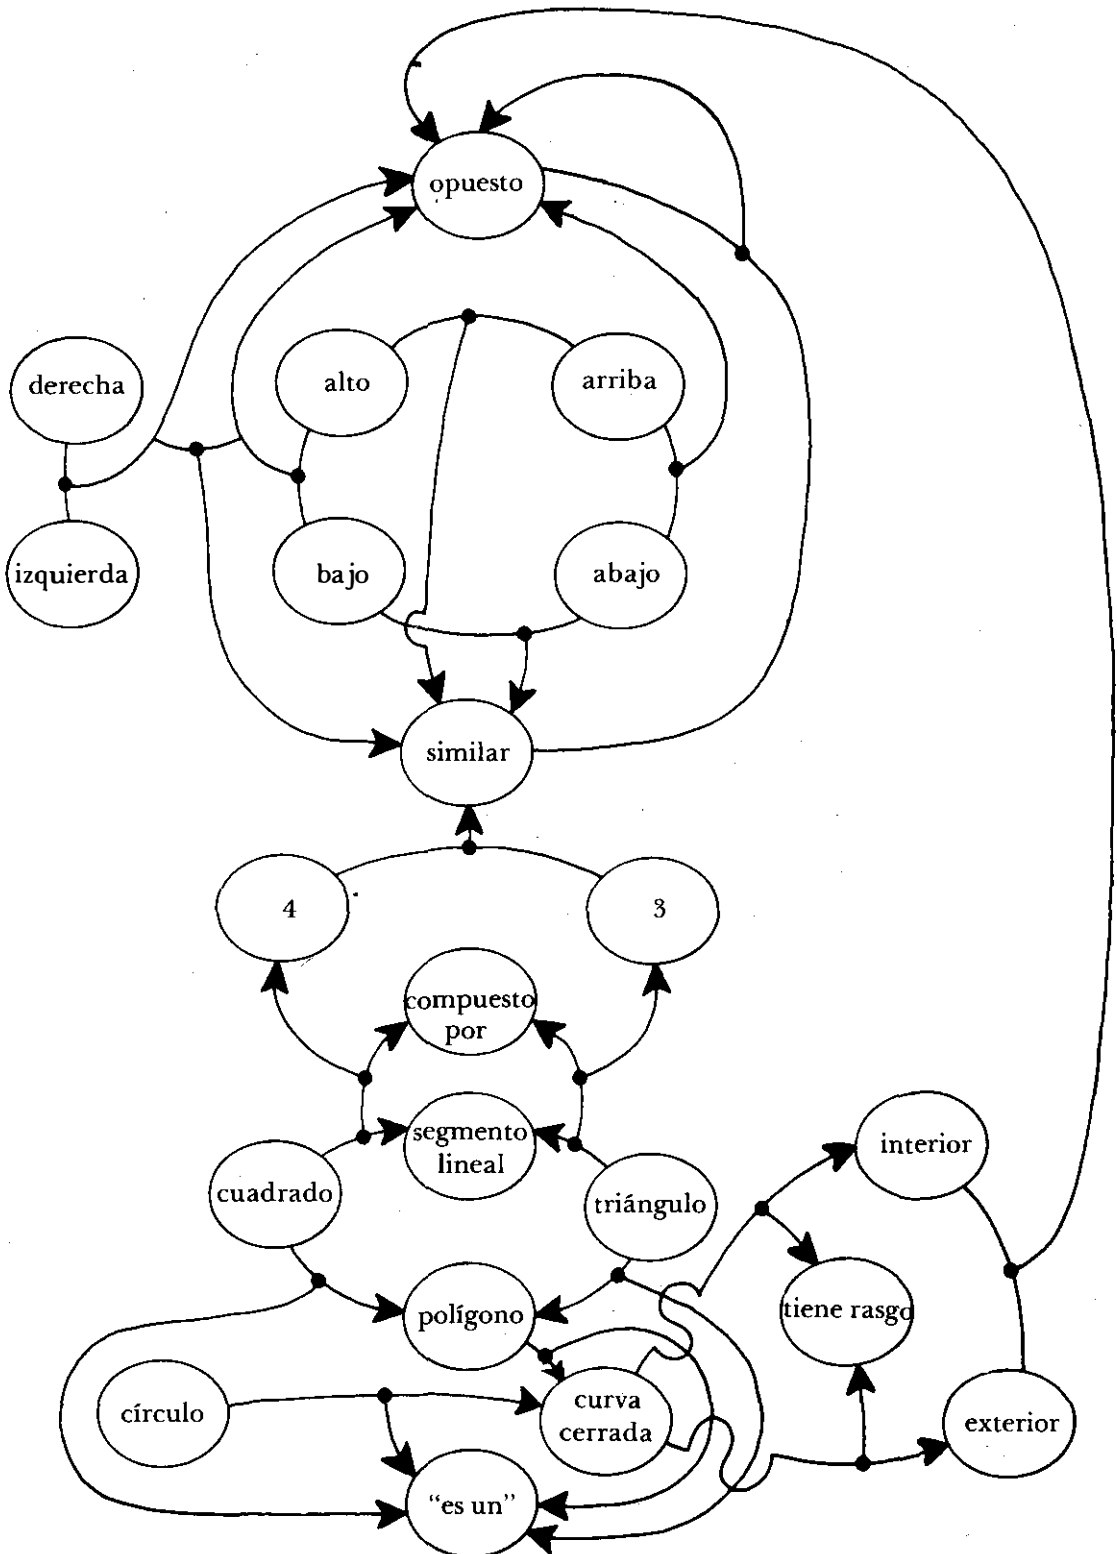 opuesto
derecha
alto
arriba
izquierda
bajo
abajo
similar
4
3
compuesto
por
segmento
lineal
interior
cuadrado
triángulo
polígono
tiene rasgo
círculo
curva
cerrada
exterior
“es un”